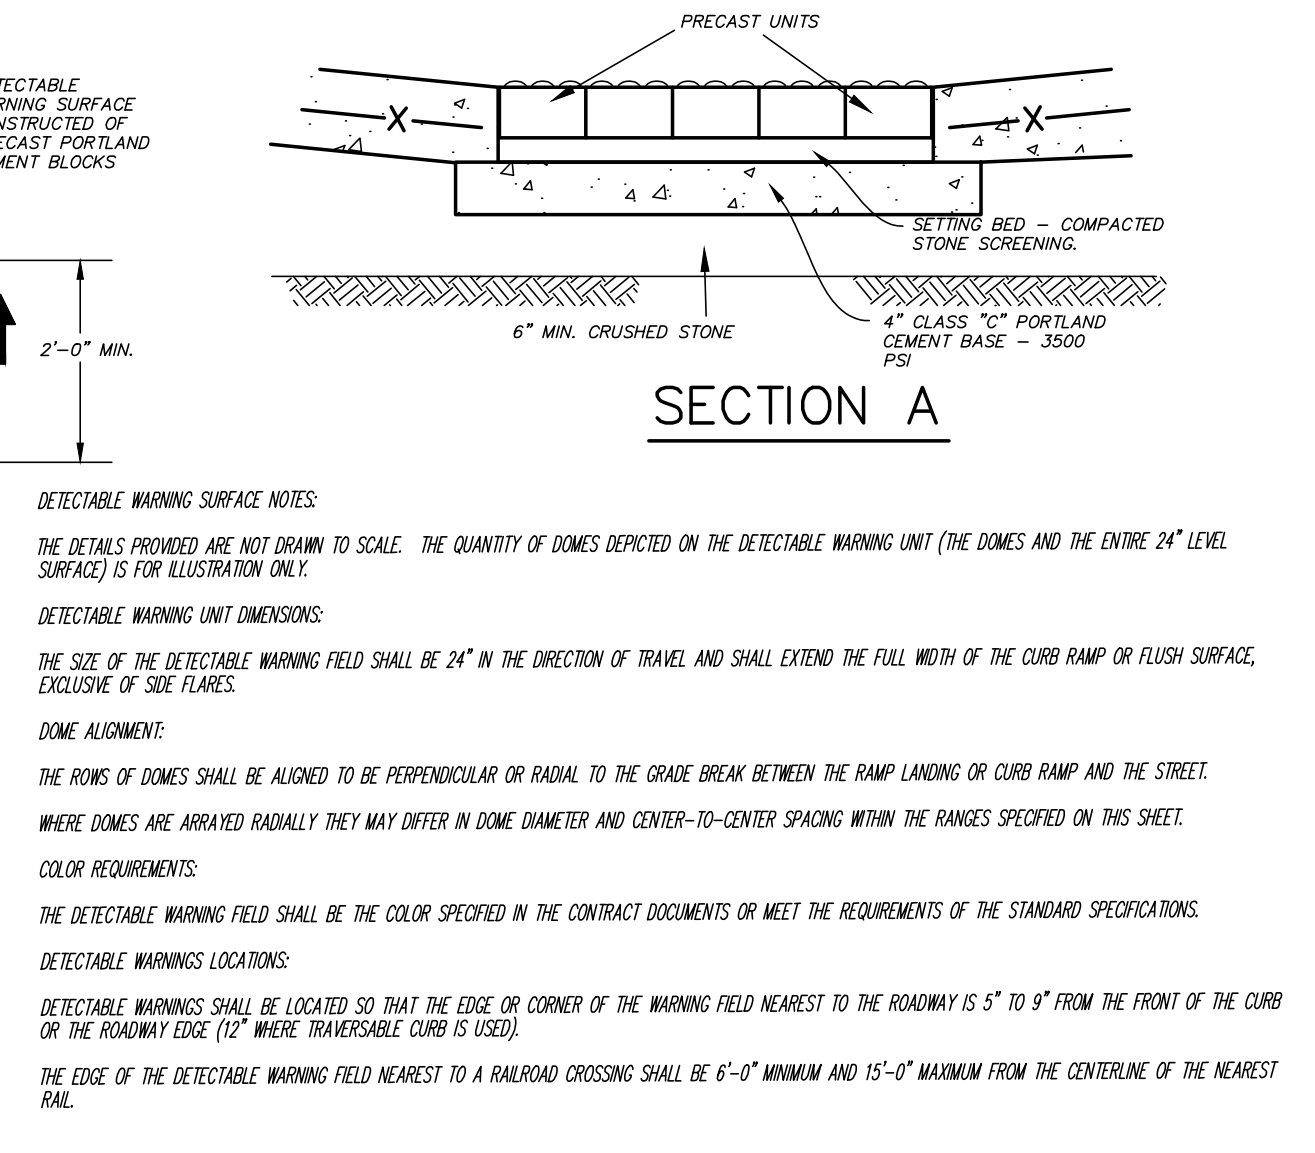 PRECAST UNITS
TECTABLE
RNING SURFACE
NSTRUCTED OF
ECAST PORTLAND
MENT BLOCKS
X
X
SETTING BED – COMPACTED
STONE SCREENING.
2'–0" MIN.
6" MIN. CRUSHED STONE
4" CLASS "C" PORTLAND
CEMENT BASE – 3500
PSI
SECTION A
DETECTABLE WARNING SURFACE NOTES:
THE DETAILS PROVIDED ARE NOT DRAWN TO SCALE. THE QUANTITY OF DOMES DEPICTED ON THE DETECTABLE WARNING UNIT (THE DOMES AND THE ENTIRE 24" LEVEL
SURFACE) IS FOR ILLUSTRATION ONLY.
DETECTABLE WARNING UNIT DIMENSIONS:
THE SIZE OF THE DETECTABLE WARNING FIELD SHALL BE 24" IN THE DIRECTION OF TRAVEL AND SHALL EXTEND THE FULL WIDTH OF THE CURB RAMP OR FLUSH SURFACE,
EXCLUSIVE OF SIDE FLARES.
DOME ALIGNMENT:
THE ROWS OF DOMES SHALL BE ALIGNED TO BE PERPENDICULAR OR RADIAL TO THE GRADE BREAK BETWEEN THE RAMP LANDING OR CURB RAMP AND THE STREET.
WHERE DOMES ARE ARRAYED RADIALLY THEY MAY DIFFER IN DOME DIAMETER AND CENTER–TO–CENTER SPACING WITHIN THE RANGES SPECIFIED ON THIS SHEET.
COLOR REQUIREMENTS:
THE DETECTABLE WARNING FIELD SHALL BE THE COLOR SPECIFIED IN THE CONTRACT DOCUMENTS OR MEET THE REQUIREMENTS OF THE STANDARD SPECIFICATIONS.
DETECTABLE WARNINGS LOCATIONS:
DETECTABLE WARNINGS SHALL BE LOCATED SO THAT THE EDGE OR CORNER OF THE WARNING FIELD NEAREST TO THE ROADWAY IS 5" TO 9" FROM THE FRONT OF THE CURB
OR THE ROADWAY EDGE (12" WHERE TRAVERSABLE CURB IS USED).
THE EDGE OF THE DETECTABLE WARNING FIELD NEAREST TO A RAILROAD CROSSING SHALL BE 6'–0" MINIMUM AND 15'–0" MAXIMUM FROM THE CENTERLINE OF THE NEAREST
RAIL.